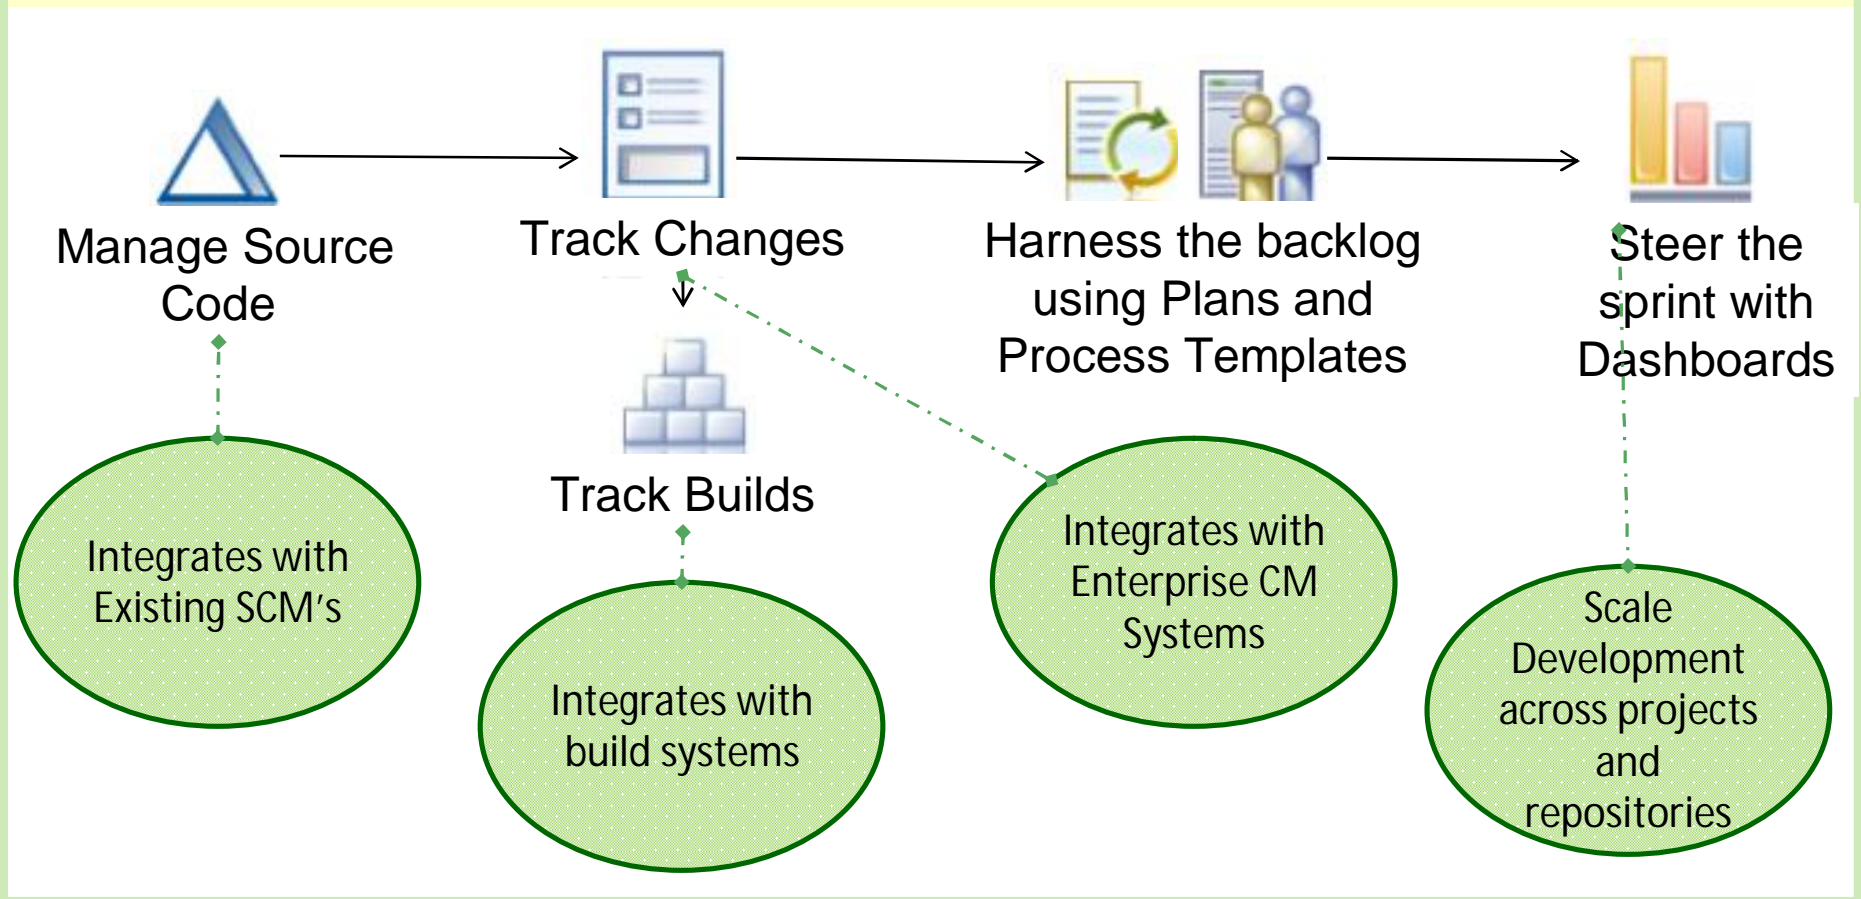 Manage Source
Code
Track Changes
Harness the backlog
using Plans and
Process Templates
Steer the
sprint with
Dashboards
Track Builds
Integrates with
Existing SCM's
Integrates with
build systems
Integrates with
Enterprise CM
Systems
Scale
Development
across projects
and
repositories